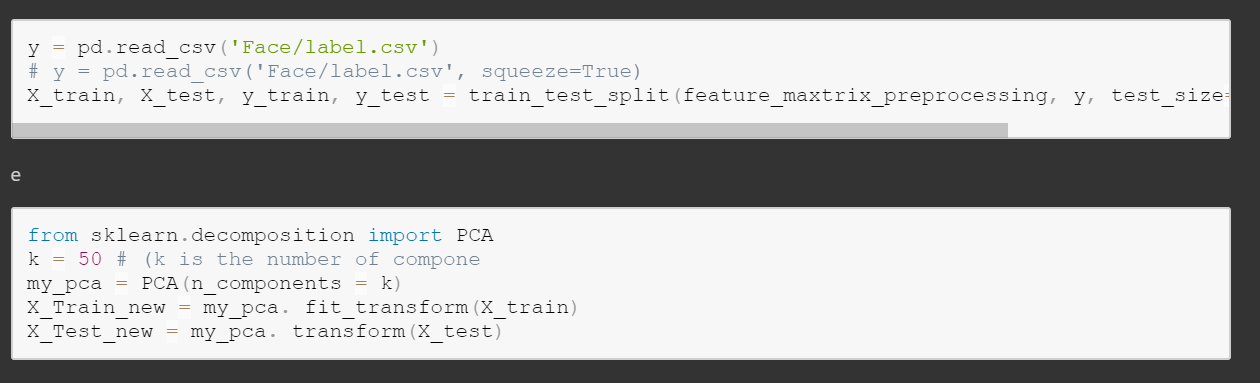 y = pd.read_csv('Face/label.csv')
# y = pd.read_csv('Face/label.csv', squeeze=True)
X_train, X_test, y_train, y_test = train_test_split(feature_maxtrix_preprocessing, y, test_size=
e
from sklearn.decomposition import PCA
k = 50 # (k is the number of compone
my_pca = PCA(n_components = k)
X_Train_new = my_pca. fit_transform(X_train)
X_Test_new = my_pca. transform(X_test)